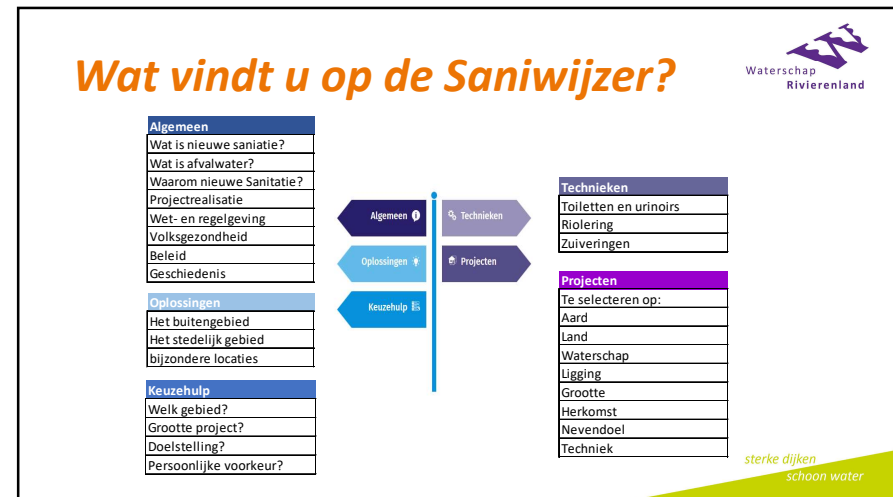 Wat vindt u op de Saniwijzer?
Waterschap
Rivierenland
Algemeen
Wat is nieuwe saniatie?
Wat is afvalwater?
Waarom nieuwe Sanitatie?
Projectrealisatie
Wet- en regelgeving
Volksgezondheid
Beleid
Geschiedenis
Oplossingen
Het buitengebied
Het stedelijk gebied
bijzondere locaties
Keuzehulp
Welk gebied?
Grootte project?
Doelstelling?
Persoonlijke voorkeur?
Algemeen
Technieken
Oplossingen
Projecten
Keuzehulp
Technieken
Toiletten en urinoirs
Riolering
Zuiveringen
Projecten
Te selecteren op:
Aard
Land
Waterschap
Ligging
Grootte
Herkomst
Nevendoel
Techniek
sterke dijken
schoon water